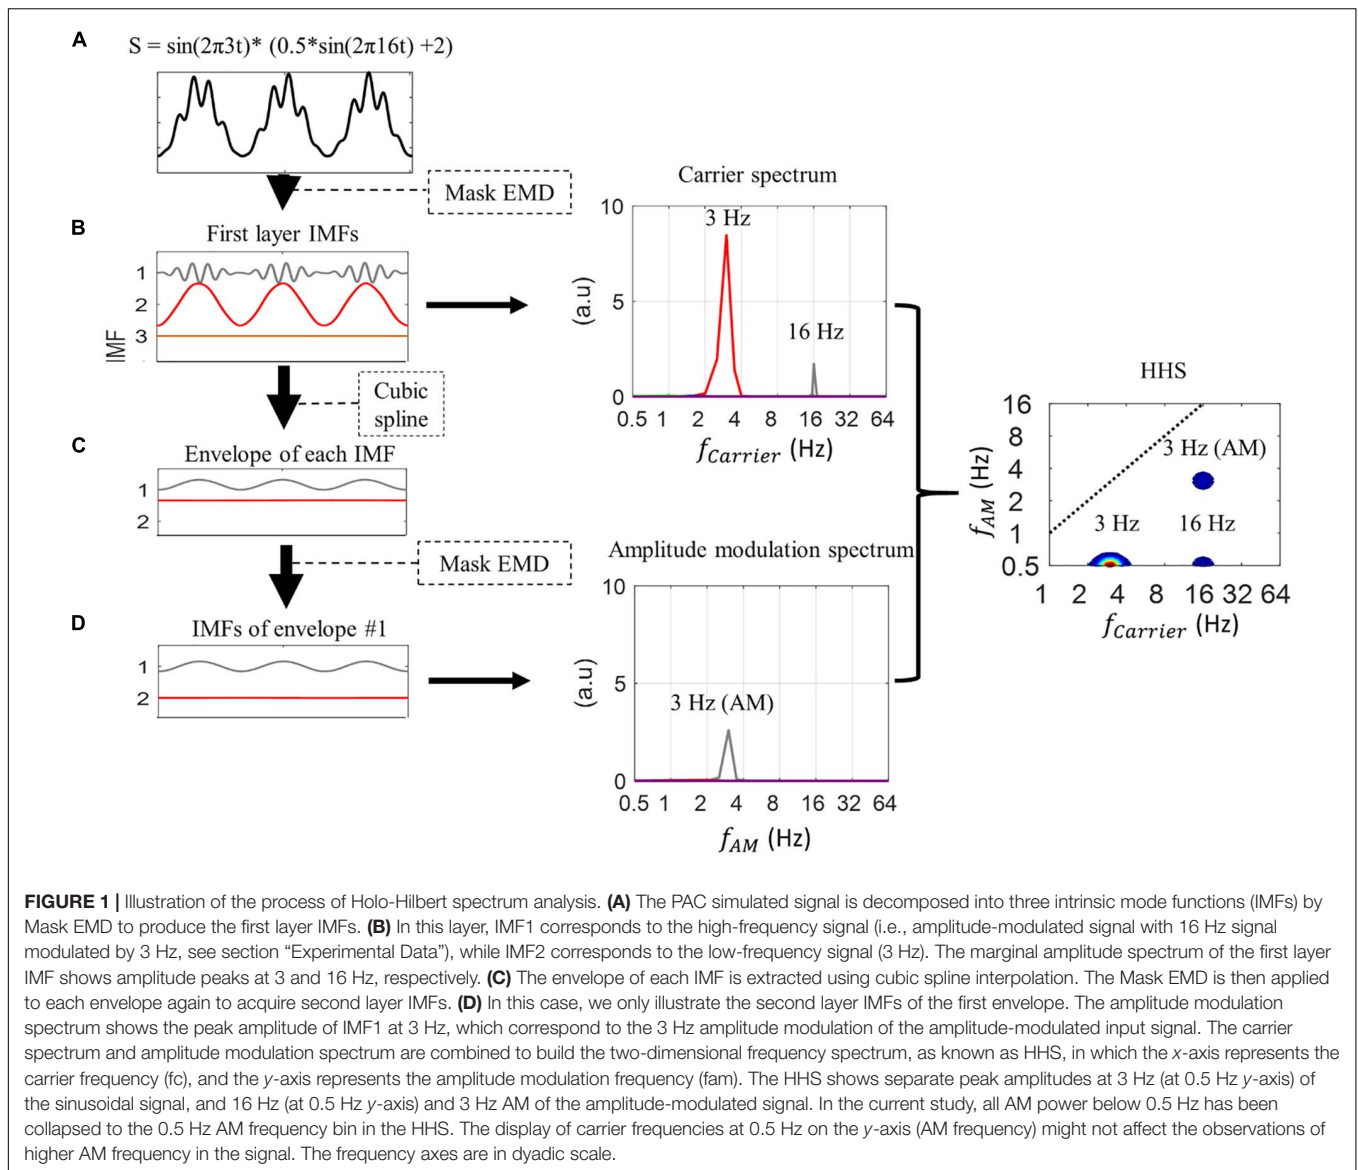 A
S = sin(2π3t)* (0.5*sin(2π16t) +2)
Mask EMD
B
First layer IMFs
1
2
3
IMF
Carrier spectrum
10
5
0
(a.u)
3 Hz
16 Hz
0.5 1 2 4 8 16 32 64
fCarrier (Hz)
Cubic
spline
C
Envelope of each IMF
1
2
Mask EMD
D
IMFs of envelope #1
1
2
Amplitude modulation spectrum
10
5
0
(a.u)
3 Hz (AM)
0.5 1 2 4 8 16 32 64
fAM (Hz)
HHS
16
8
4
2
1
0.5
fAM (Hz)
3 Hz (AM)
3 Hz
16 Hz
1 2 4 8 16 32 64
fCarrier (Hz)
FIGURE 1 | Illustration of the process of Holo-Hilbert spectrum analysis. (A) The PAC simulated signal is decomposed into three intrinsic mode functions (IMFs) by
Mask EMD to produce the first layer IMFs. (B) In this layer, IMF1 corresponds to the high-frequency signal (i.e., amplitude-modulated signal with 16 Hz signal
modulated by 3 Hz, see section “Experimental Data”), while IMF2 corresponds to the low-frequency signal (3 Hz). The marginal amplitude spectrum of the first layer
IMF shows amplitude peaks at 3 and 16 Hz, respectively. (C) The envelope of each IMF is extracted using cubic spline interpolation. The Mask EMD is then applied
to each envelope again to acquire second layer IMFs. (D) In this case, we only illustrate the second layer IMFs of the first envelope. The amplitude modulation
spectrum shows the peak amplitude of IMF1 at 3 Hz, which correspond to the 3 Hz amplitude modulation of the amplitude-modulated input signal. The carrier
spectrum and amplitude modulation spectrum are combined to build the two-dimensional frequency spectrum, as known as HHS, in which the x-axis represents the
carrier frequency (fc), and the y-axis represents the amplitude modulation frequency (fam). The HHS shows separate peak amplitudes at 3 Hz (at 0.5 Hz y-axis) of
the sinusoidal signal, and 16 Hz (at 0.5 Hz y-axis) and 3 Hz AM of the amplitude-modulated signal. In the current study, all AM power below 0.5 Hz has been
collapsed to the 0.5 Hz AM frequency bin in the HHS. The display of carrier frequencies at 0.5 Hz on the y-axis (AM frequency) might not affect the observations of
higher AM frequency in the signal. The frequency axes are in dyadic scale.